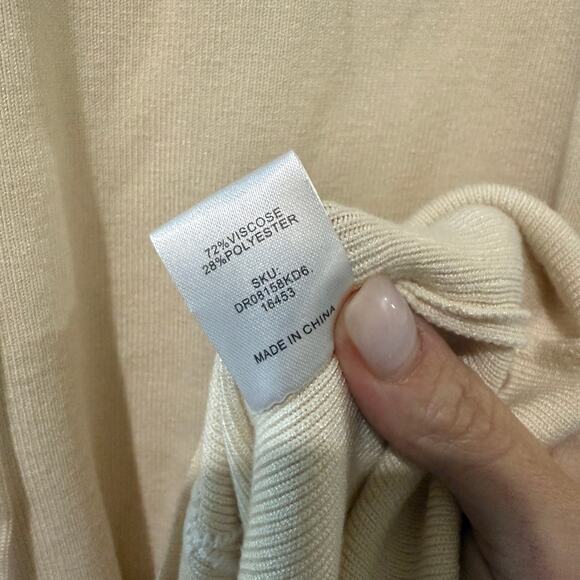 72%VISCOSE
28%POLYESTER
SKU:
DR08158KD6.
16453
MADE IN CHINA